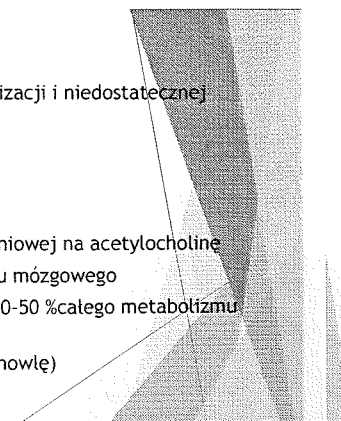 izacji i niedostatecznej
niowej na acetylocholinę
u mózgowego
0-50 %całego metabolizmu
nowlę)